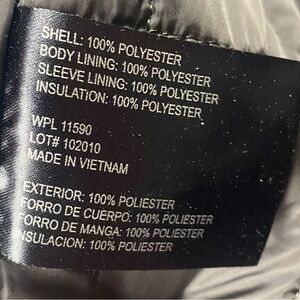 SHELL: 100% POLYESTER
BODY LINING: 100% POLYESTER
SLEEVE LINING: 100% POLYESTER
INSULATION: 100% POLYESTER
WPL 11590
LOT# 102010
MADE IN VIETNAM
EXTERIOR: 100% POLIESTER
FORRO DE CUERPO: 100% POLIESTER
FORRO DE MANGA: 100% POLIESTER
INSULACION: 100% POLIESTER